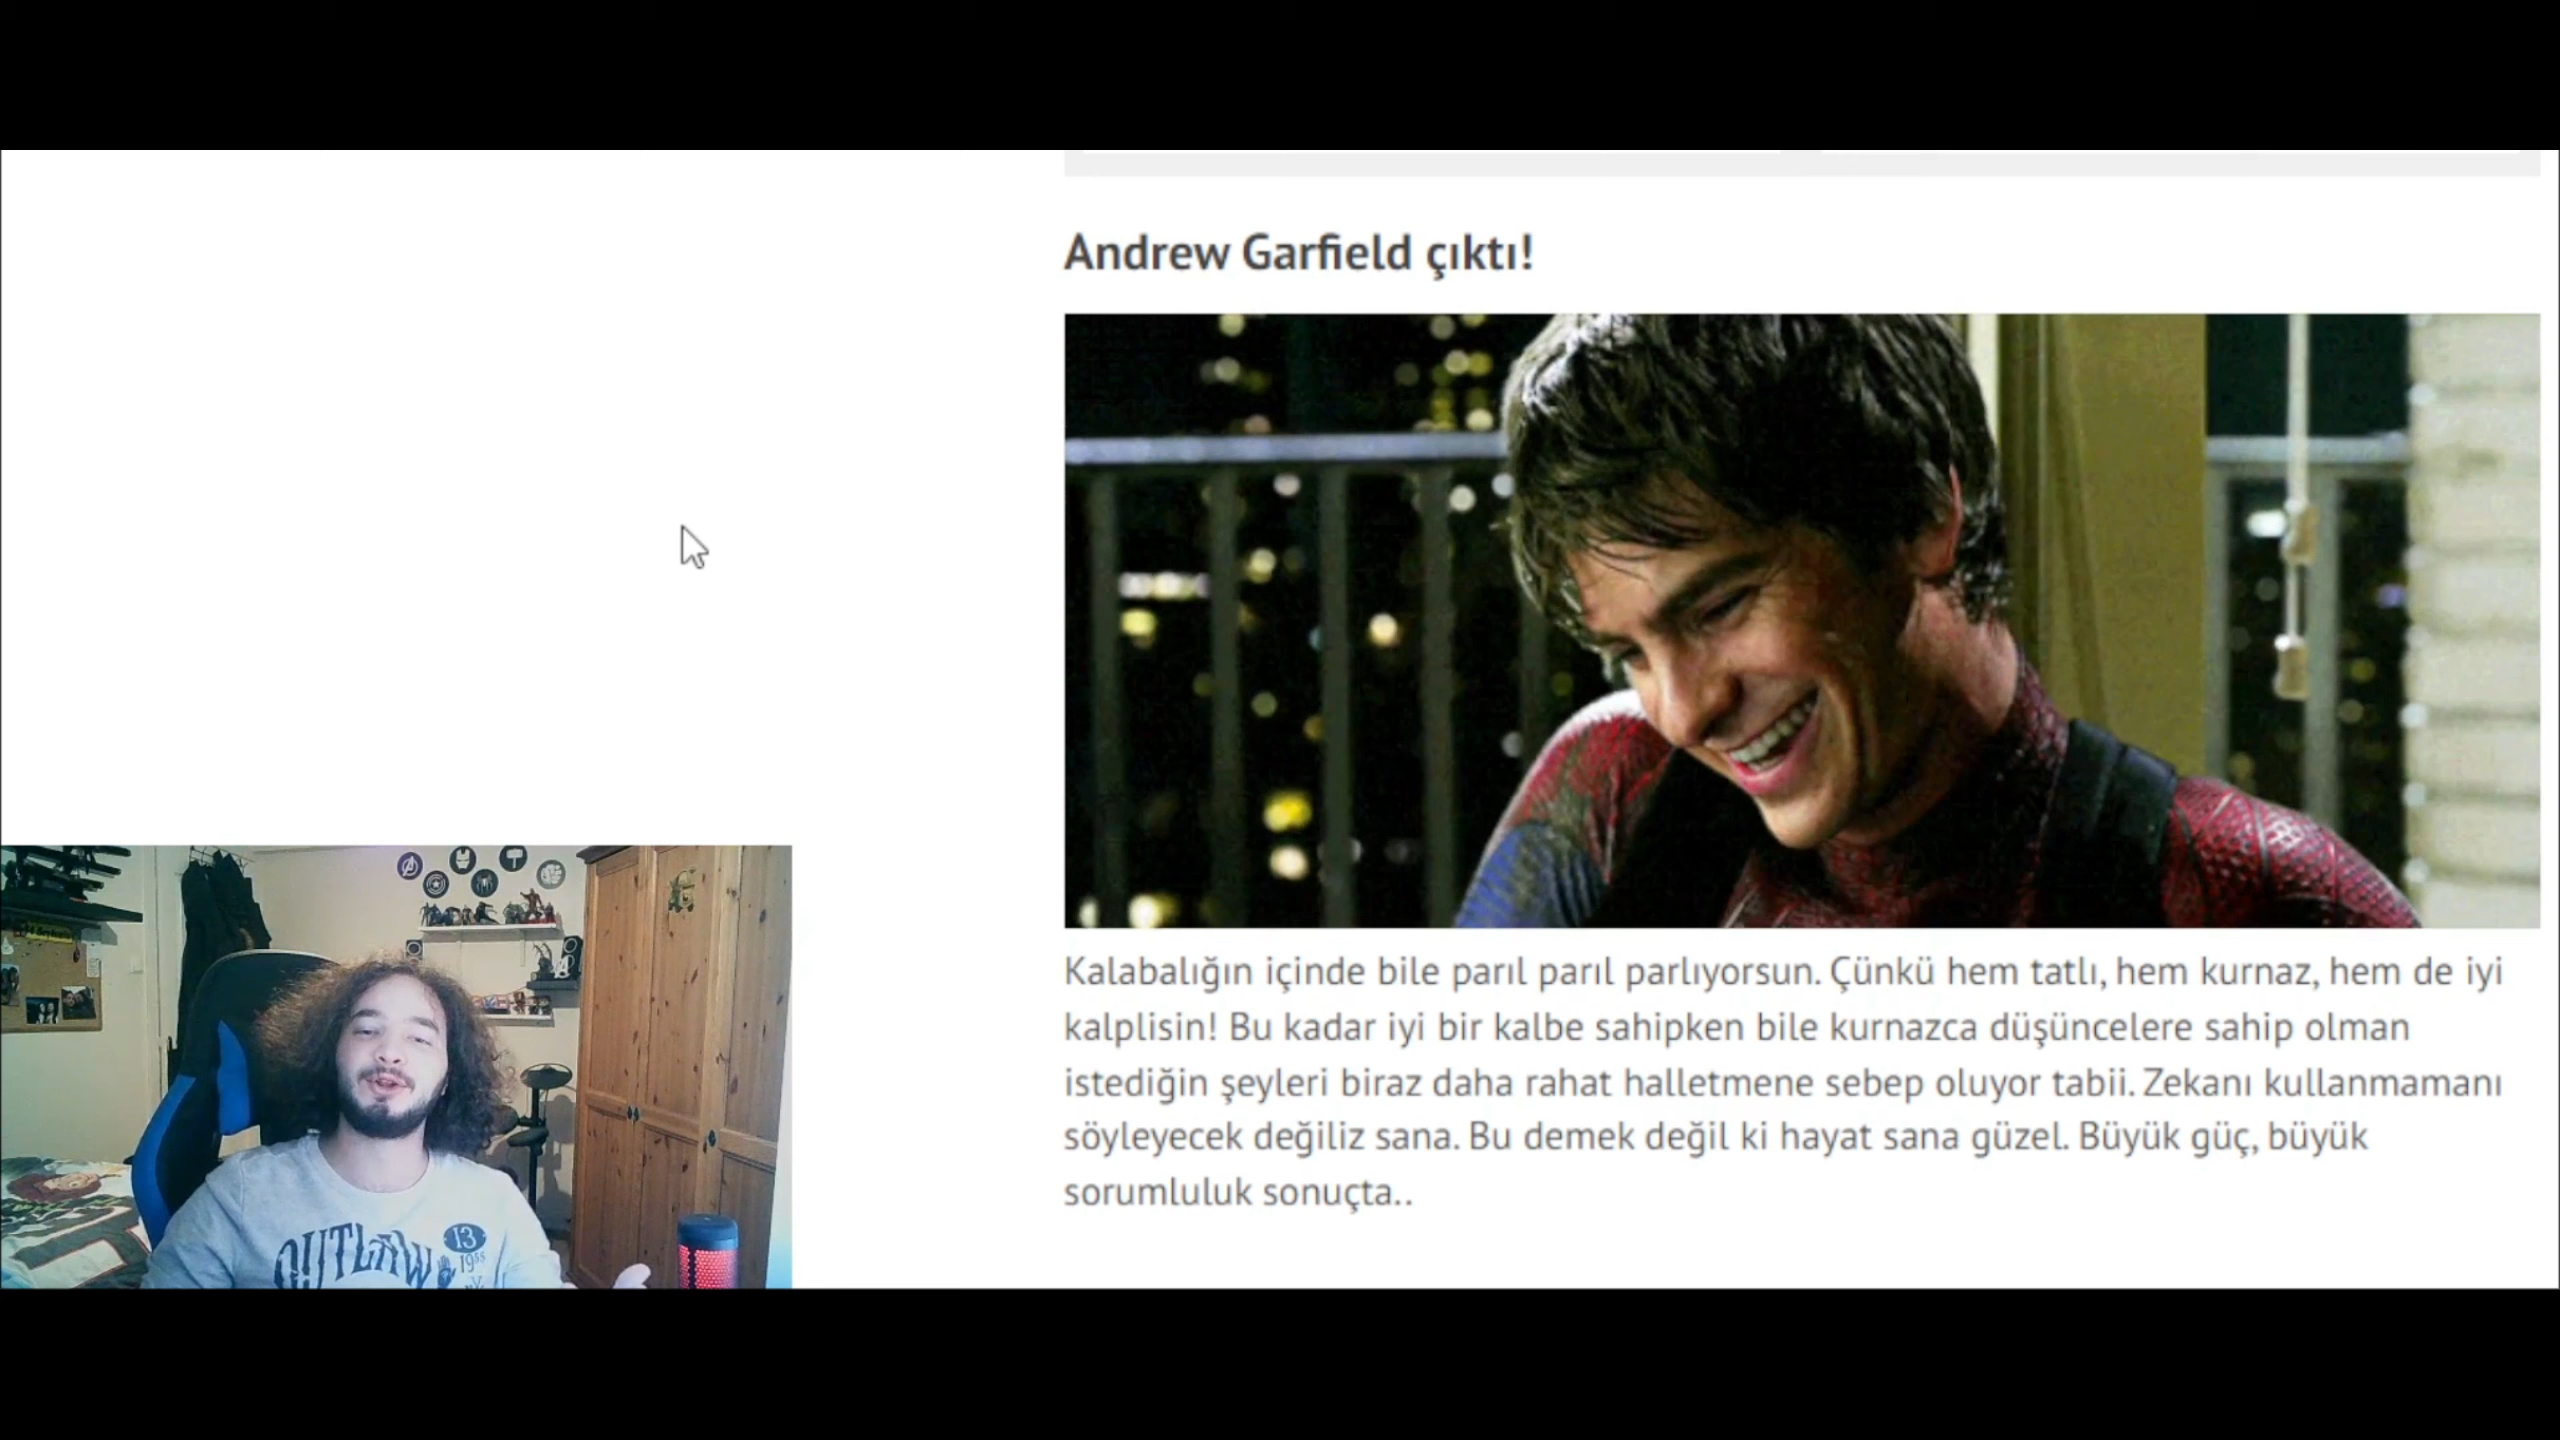 Andrew Garfield çıktı!
Kalabalığın içinde bile parıl parıl parlıyorsun. Çünkü hem tatlı, hem kurnaz, hem de iyi
kalplisin! Bu kadar iyi bir kalbe sahipken bile kurnazca düşüncelere sahip olman
istediğin şeyleri biraz daha rahat halletmene sebep oluyor tabii. Zekanı kullanmamanı
söyleyecek değiliz sana. Bu demek değil ki hayat sana güzel. Büyük güç, büyük
sorumluluk sonuçta..
OUTLAW
13
1955